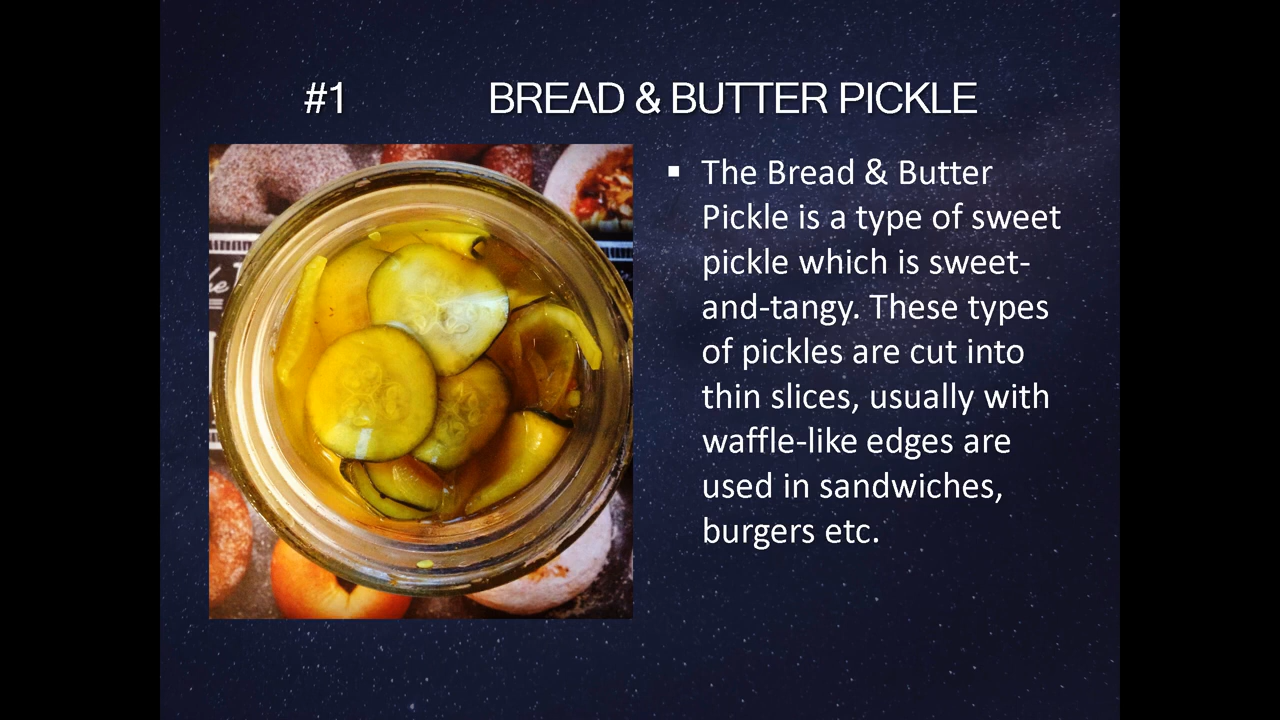 #1 BREAD & BUTTER PICKLE
The Bread & Butter
Pickle is a type of sweet
pickle which is sweet-
and-tangy. These types
of pickles are cut into
thin slices, usually with
waffle-like edges are
used in sandwiches,
burgers etc.